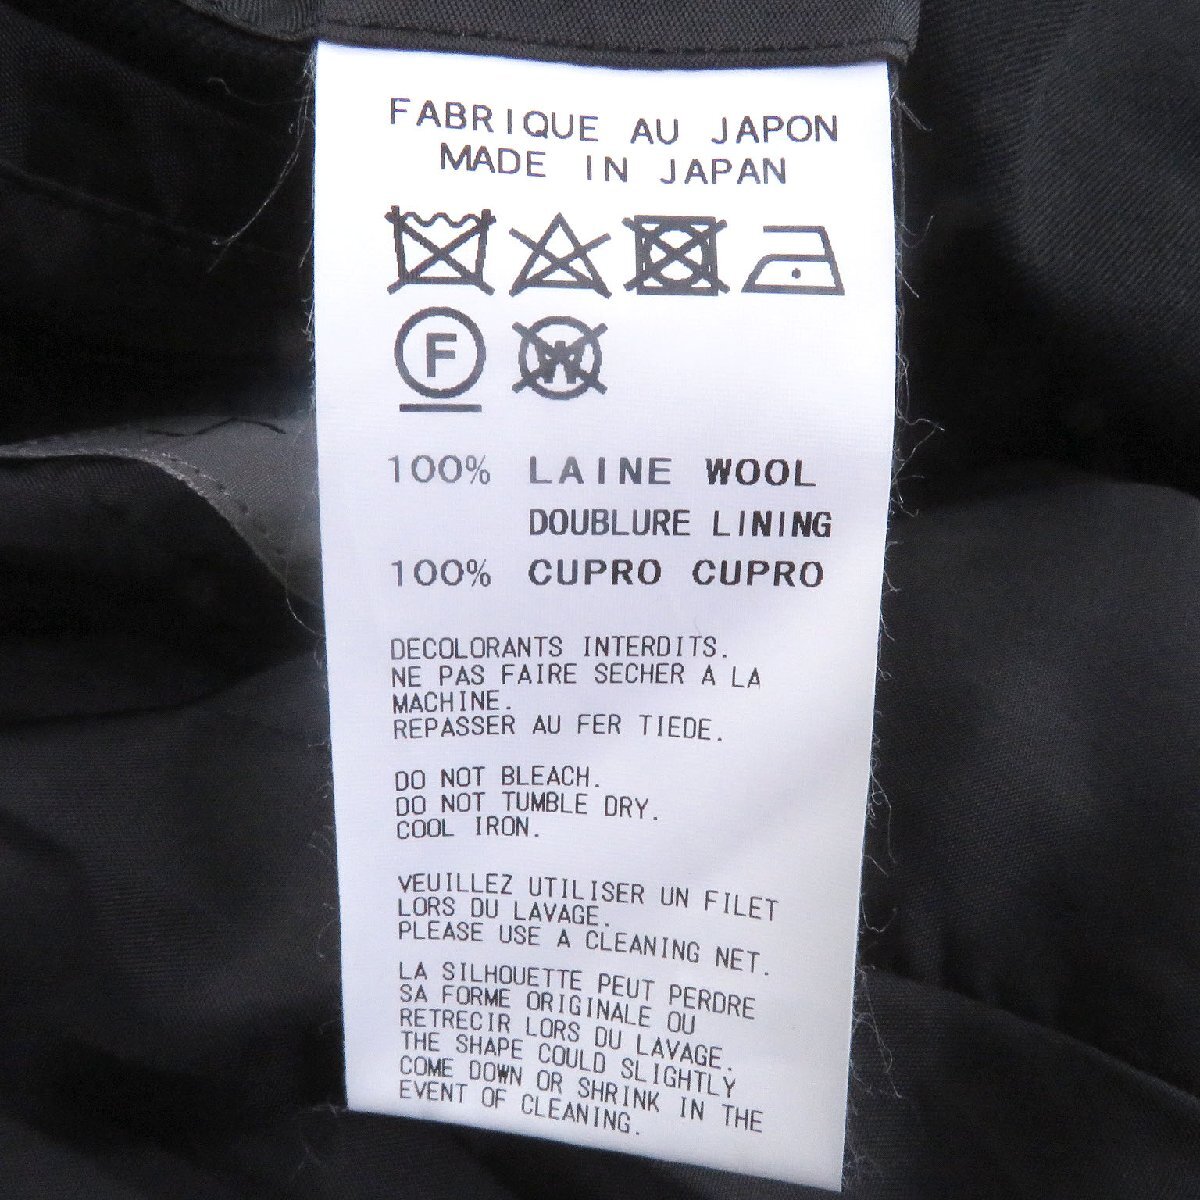 FABRIQUE AU JAPON
MADE IN JAPAN
F W
100% LAINE WOOL
DOUBLURE LINING
100% CUPRO CUPRO
DECOLORANTS INTERDITS.
NE PAS FAIRE SECHER A LA
MACHINE.
REPASSER AU FER TIEDE.
DO NOT BLEACH.
DO NOT TUMBLE DRY.
COOL IRON.
VEUILLEZ UTILISER UN FILET
LORS DU LAVAGE.
PLEASE USE A CLEANING NET.
LA SILHOUETTE PEUT PERDRE
SA FORME ORIGINALE OU
RETRECIR LORS DU LAVAGE.
THE SHAPE COULD SLIGHTLY
COME DOWN OR SHRINK IN THE
EVENT OF CLEANING.